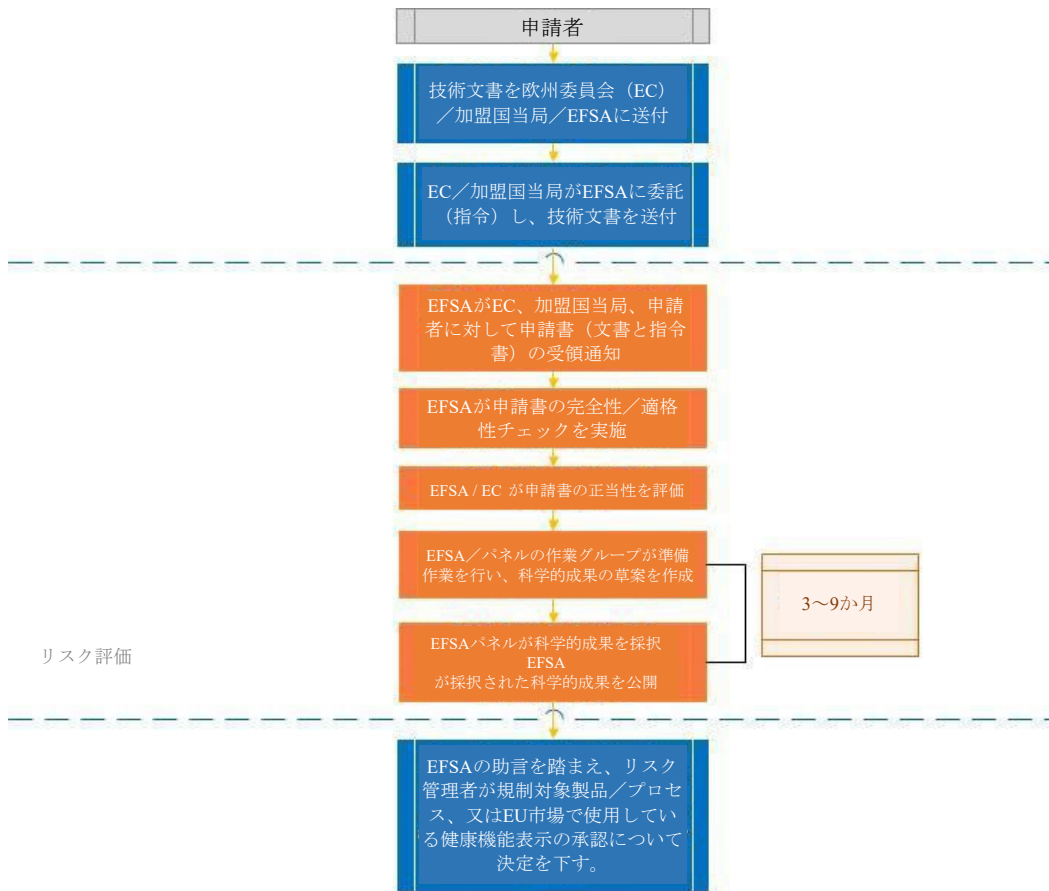 申請者
技術文書を欧州委員会（EC）
／加盟国当局／EFSAに送付
EC／加盟国当局がEFSAに委託
（指令）し、技術文書を送付
EFSAがEC、加盟国当局、申請
者に対して申請書（文書と指令
書）の受領通知
EFSAが申請書の完全性／適格
性チェックを実施
EFSA / EC が申請書の正当性を評価
EFSA／パネルの作業グループが準備
作業を行い、科学的成果の草案を作成
3～9か月
EFSAパネルが科学的成果を採択
EFSA
が採択された科学的成果を公開
リスク評価
EFSAの助言を踏まえ、リスク
管理者が規制対象製品／プロセ
ス、又はEU市場で使用してい
る健康機能表示の承認について
決定を下す。